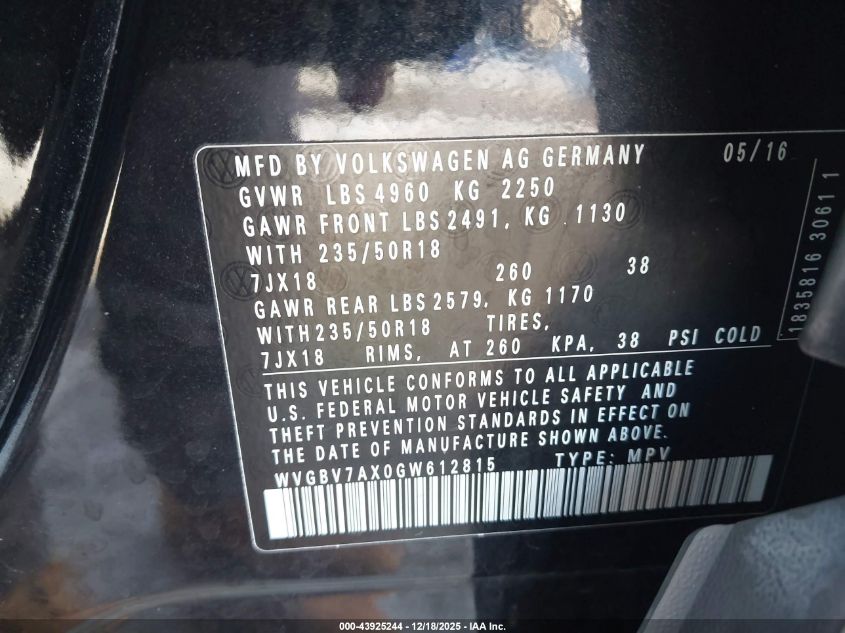 MFD BY VOLKSWAGEN AG GERMANY 05/16
GVWR LBS 4960 KG 2250
GAWR FRONT LBS 2491, KG 1130
WITH 235/50R18
7JX18 260 38
GAWR REAR LBS 2579, KG 1170
WITH 235/50R18 TIRES,
7JX18 RIMS, AT 260 KPA, 38 PSI COLD
THIS VEHICLE CONFORMS TO ALL APPLICABLE
U.S. FEDERAL MOTOR VEHICLE SAFETY AND
THEFT PREVENTION STANDARDS IN EFFECT ON
THE DATE OF MANUFACTURE SHOWN ABOVE.
WVGBV7AX0GW612815 TYPE: MPV
1835816 3061 1
000-43925244 – 12/18/2025 – IAA Inc.